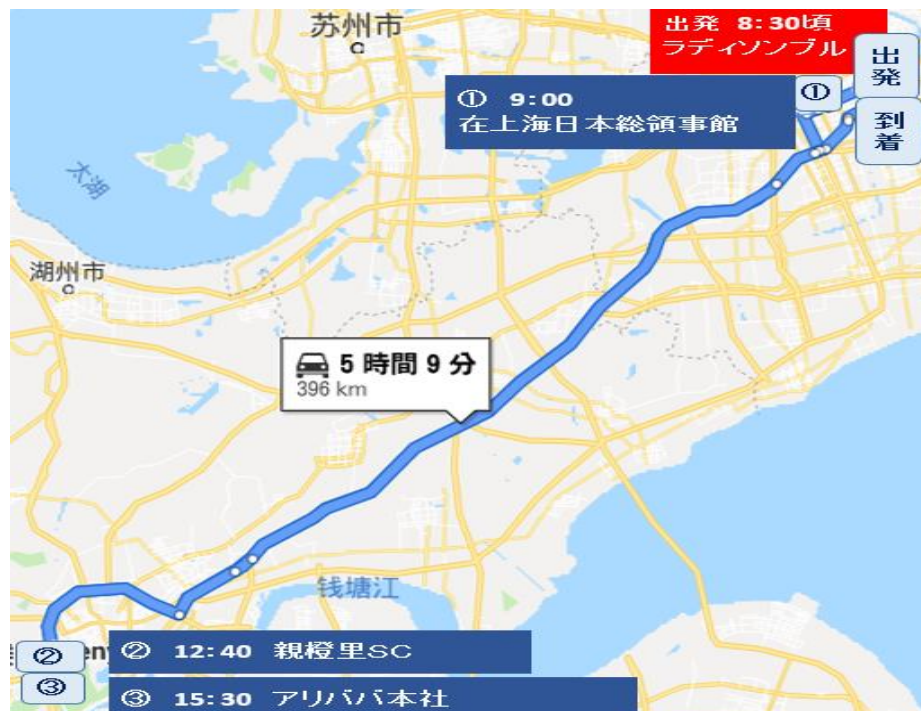 苏州市
出発 8:30頃
ラディソンブル
出発
① 9:00
在上海日本総領事館
①
到着
太湖
湖州市
5 時間 9 分
396 km
钱塘江
②
② 12:40 親橙里SC
③
③ 15:30 アリババ本社